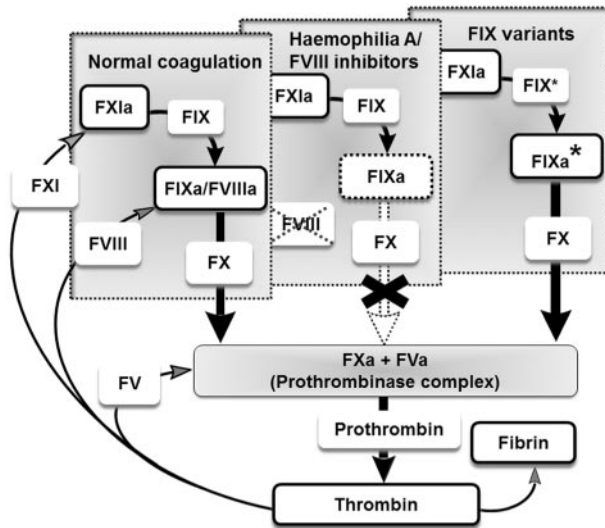 Normal coagulation
Haemophilia A/
FVIII inhibitors
FIX variants
FXIa
FIX
FXIa
FIX
FXIa
FIX*
FXI
FIXa/FVIIIa
FIXa
FIXa*
FVIII
FX
FVIII
FX
FX
FXa + FVa
(Prothrombinase complex)
FV
Prothrombin
Fibrin
Thrombin